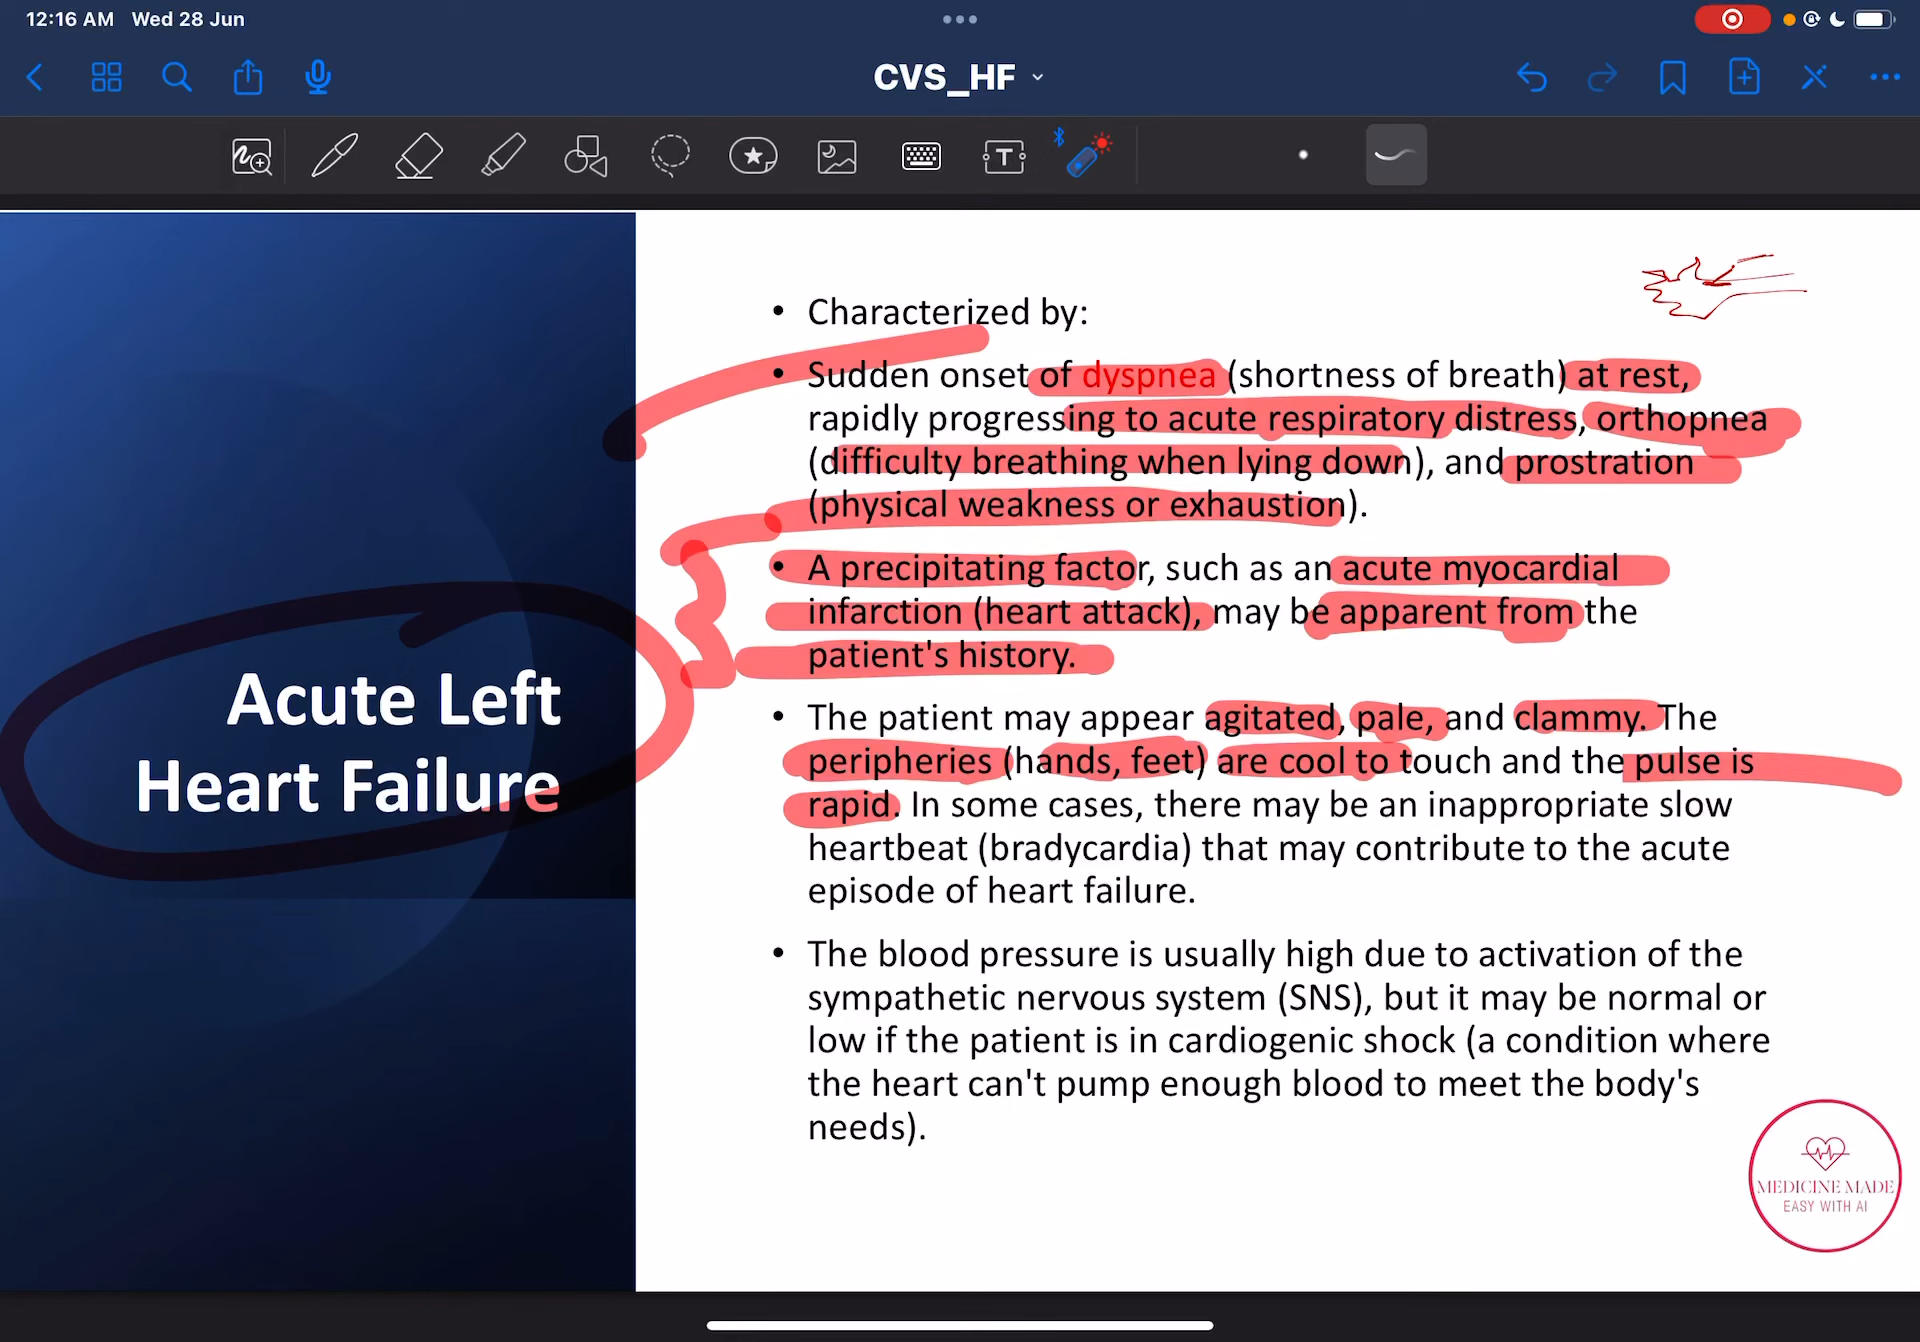 12:16 AM Wed 28 Jun
CVS_HF
T
Acute Left
Heart Failure
• Characterized by:
• Sudden onset of dyspnea (shortness of breath) at rest,
rapidly progressing to acute respiratory distress, orthopnea
(difficulty breathing when lying down), and prostration
(physical weakness or exhaustion).
• A precipitating factor, such as an acute myocardial
infarction (heart attack), may be apparent from the
patient's history.
• The patient may appear agitated, pale, and clammy. The
peripheries (hands, feet) are cool to touch and the pulse is
rapid. In some cases, there may be an inappropriate slow
heartbeat (bradycardia) that may contribute to the acute
episode of heart failure.
• The blood pressure is usually high due to activation of the
sympathetic nervous system (SNS), but it may be normal or
low if the patient is in cardiogenic shock (a condition where
the heart can't pump enough blood to meet the body's
needs).
MEDICINE MADE
EASY WITH AI